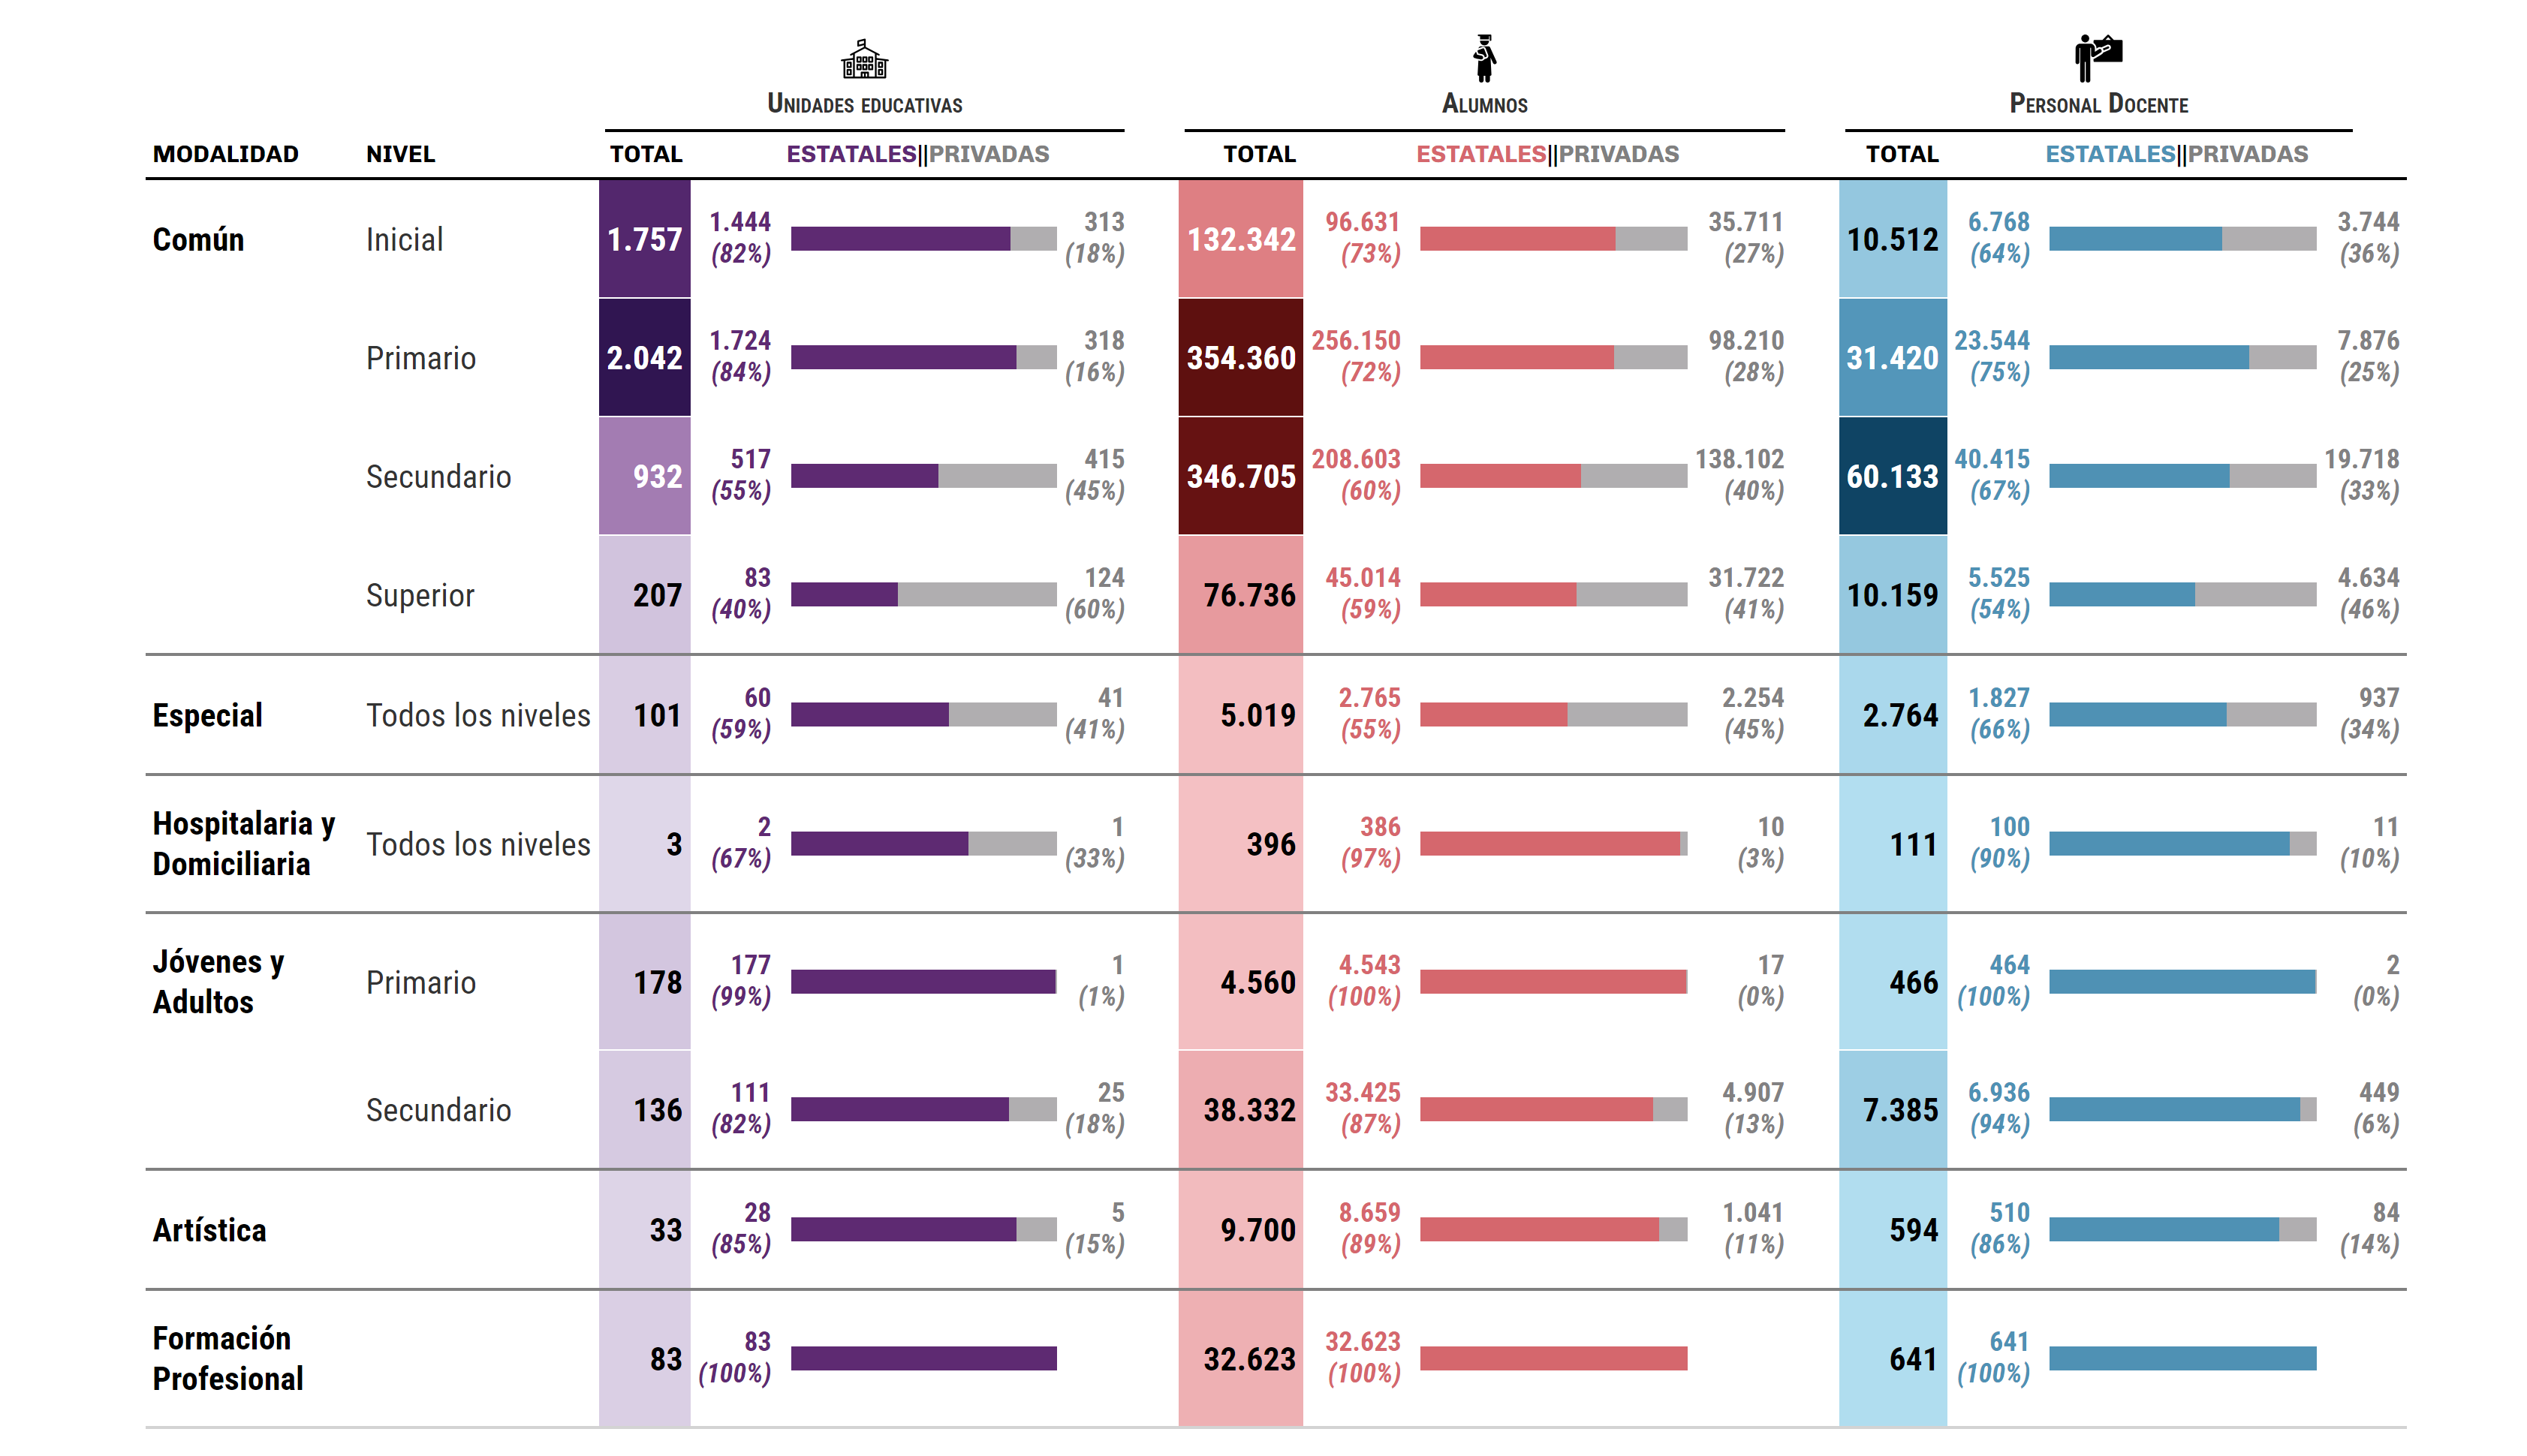 Unidades educativas
Alumnos
Personal Docente
MODALIDAD NIVEL TOTAL ESTATALES||PRIVADAS TOTAL ESTATALES||PRIVADAS TOTAL ESTATALES||PRIVADAS
Común Inicial 1.757 1.444 (82%) 313 (18%) 132.342 96.631 (73%) 35.711 (27%) 10.512 6.768 (64%) 3.744 (36%)
Primario 2.042 1.724 (84%) 318 (16%) 354.360 256.150 (72%) 98.210 (28%) 31.420 23.544 (75%) 7.876 (25%)
Secundario 932 517 (55%) 415 (45%) 346.705 208.603 (60%) 138.102 (40%) 60.133 40.415 (67%) 19.718 (33%)
Superior 207 83 (40%) 124 (60%) 76.736 45.014 (59%) 31.722 (41%) 10.159 5.525 (54%) 4.634 (46%)
Especial Todos los niveles 101 60 (59%) 41 (41%) 5.019 2.765 (55%) 2.254 (45%) 2.764 1.827 (66%) 937 (34%)
Hospitalaria y Domiciliaria Todos los niveles 3 2 (67%) 1 (33%) 396 386 (97%) 10 (3%) 111 100 (90%) 11 (10%)
Jóvenes y Adultos Primario 178 177 (99%) 1 (1%) 4.560 4.543 (100%) 17 (0%) 466 464 (100%) 2 (0%)
Secundario 136 111 (82%) 25 (18%) 38.332 33.425 (87%) 4.907 (13%) 7.385 6.936 (94%) 449 (6%)
Artística 33 28 (85%) 5 (15%) 9.700 8.659 (89%) 1.041 (11%) 594 510 (86%) 84 (14%)
Formación Profesional 83 83 (100%) 32.623 32.623 (100%) 641 641 (100%)